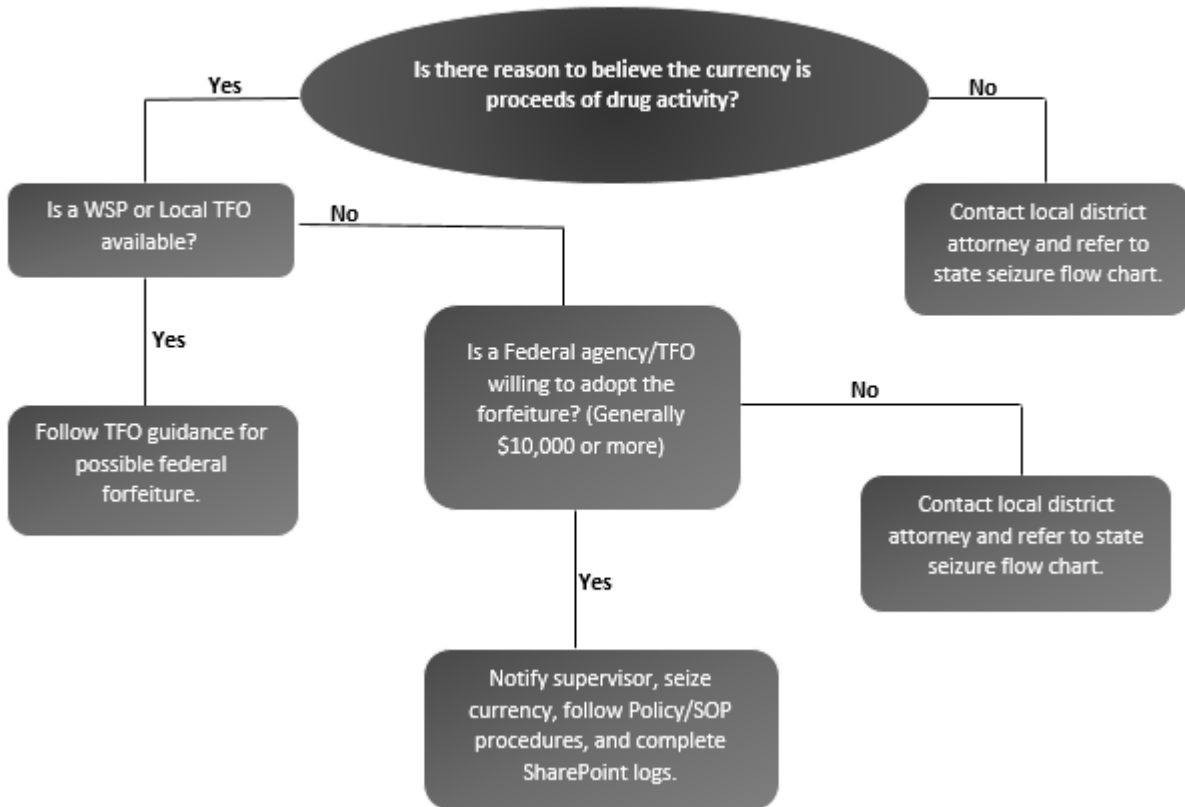 Is there reason to believe the currency is
proceeds of drug activity?
Yes
No
Is a WSP or Local TFO
available?
No
Contact local district
attorney and refer to
state seizure flow chart.
Yes
Is a Federal agency/TFO
willing to adopt the
forfeiture? (Generally
$10,000 or more)
No
Follow TFO guidance for
possible federal
forfeiture.
Contact local district
attorney and refer to state
seizure flow chart.
Yes
Notify supervisor, seize
currency, follow Policy/SOP
procedures, and complete
SharePoint logs.